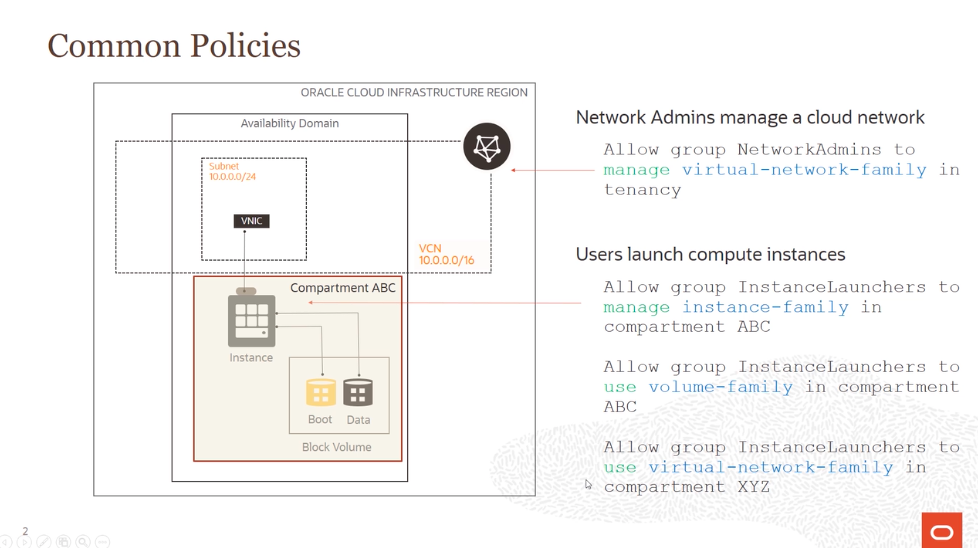 Common Policies
ORACLE CLOUD INFRASTRUCTURE REGION
Availability Domain
Subnet
10.0.0.0/24
VNIC
VCN
10.0.0.0/16
Compartment ABC
Instance
Boot
Data
Block Volume
Network Admins manage a cloud network
Allow group NetworkAdmins to
manage virtual-network-family in
tenancy
Users launch compute instances
Allow group InstanceLaunchers to
manage instance-family in
compartment ABC
Allow group InstanceLaunchers to
use volume-family in compartment
ABC
Allow group InstanceLaunchers to
use virtual-network-family in
compartment XYZ
2